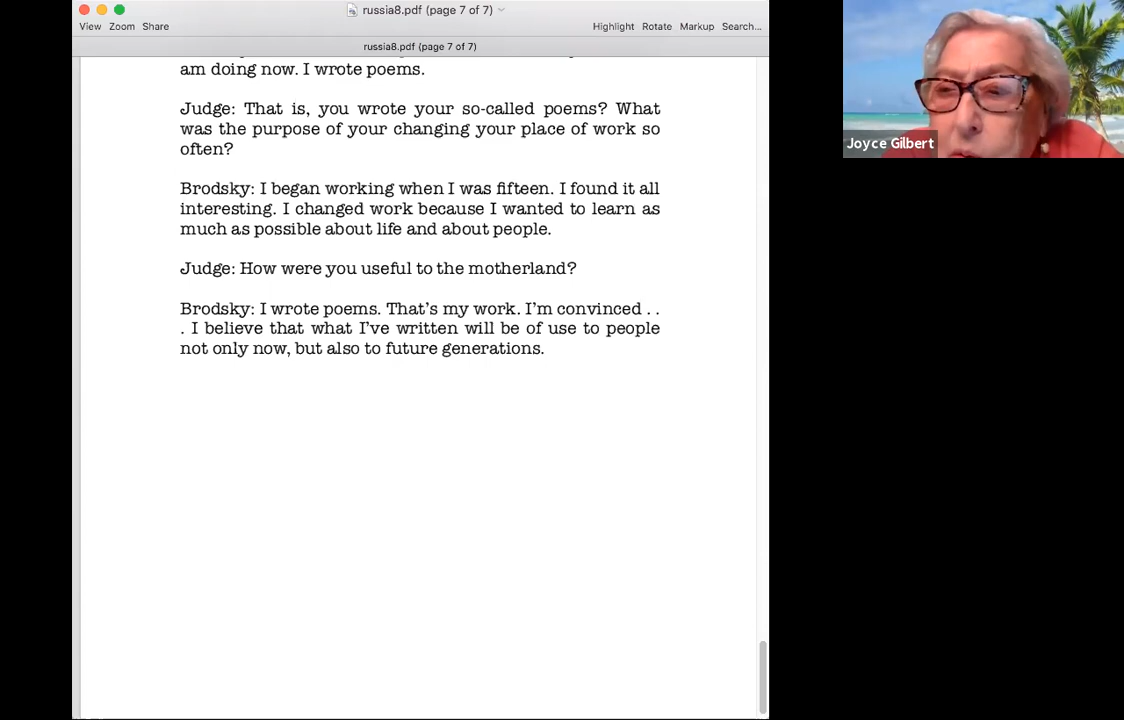 russia8.pdf (page 7 of 7)
View Zoom Share Highlight Rotate Markup Search...
russia8.pdf (page 7 of 7)
am doing now. I wrote poems.
Judge: That is, you wrote your so-called poems? What
was the purpose of your changing your place of work so
often?
Brodsky: I began working when I was fifteen. I found it all
interesting. I changed work because I wanted to learn as
much as possible about life and about people.
Judge: How were you useful to the motherland?
Brodsky: I wrote poems. That's my work. I'm convinced . .
. I believe that what I've written will be of use to people
not only now, but also to future generations.
Joyce Gilbert